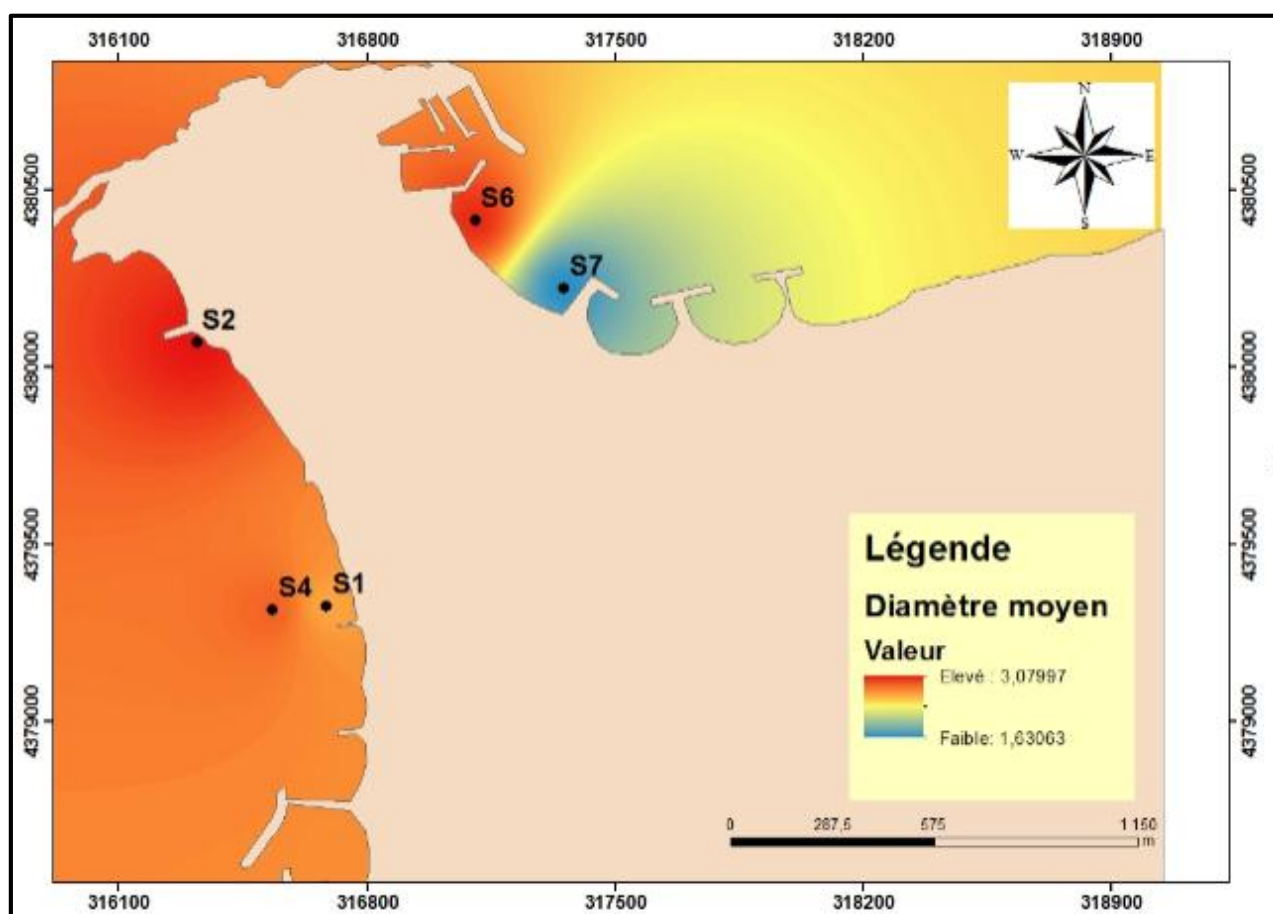 316100 316800 317500 318200 318900
N
W E
S
4380500 4380500
S6
S7
S2
4380000 4380000
4379500 4379500
S4 S1
Légende
Diamètre moyen
Valeur
Elevé : 3,07997
Faible: 1,63063
4379000 4379000
0 287,5 575 1 150
m
316100 316800 317500 318200 318900